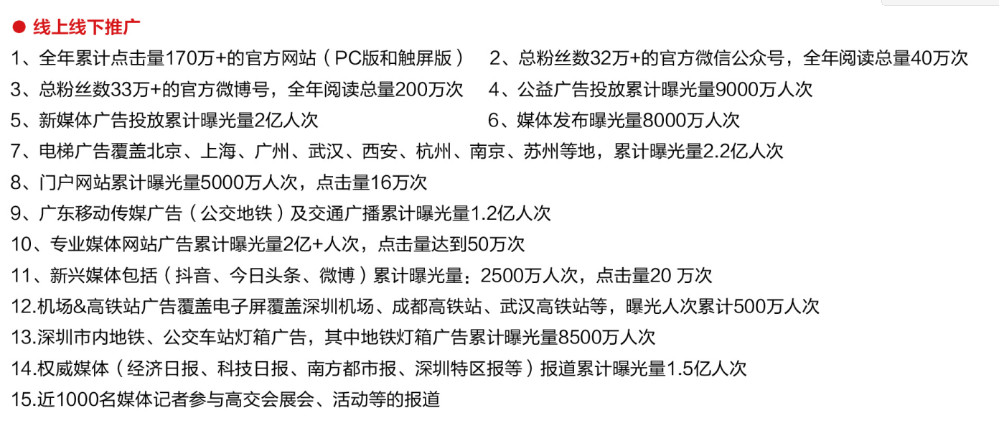 ● 线上线下推广
1、全年累计点击量170万+的官方网站（PC版和触屏版） 2、总粉丝数32万+的官方微信公众号，全年阅读总量40万次
3、总粉丝数33万+的官方微博号，全年阅读总量200万次 4、公益广告投放累计曝光量9000万人次
5、新媒体广告投放累计曝光量2亿人次 6、媒体发布曝光量8000万人次
7、电梯广告覆盖北京、上海、广州、武汉、西安、杭州、南京、苏州等地，累计曝光量2.2亿人次
8、门户网站累计曝光量5000万人次，点击量16万次
9、广东移动传媒广告（公交地铁）及交通广播累计曝光量1.2亿人次
10、专业媒体网站广告累计曝光量2亿+人次，点击量达到50万次
11、新兴媒体包括（抖音、今日头条、微博）累计曝光量：2500万人次，点击量20 万次
12.机场&高铁站广告覆盖电子屏覆盖深圳机场、成都高铁站、武汉高铁站等，曝光人次累计500万人次
13.深圳市内地铁、公交车站灯箱广告，其中地铁灯箱广告累计曝光量8500万人次
14.权威媒体（经济日报、科技日报、南方都市报、深圳特区报等）报道累计曝光量1.5亿人次
15.近1000名媒体记者参与高交会展会、活动等的报道